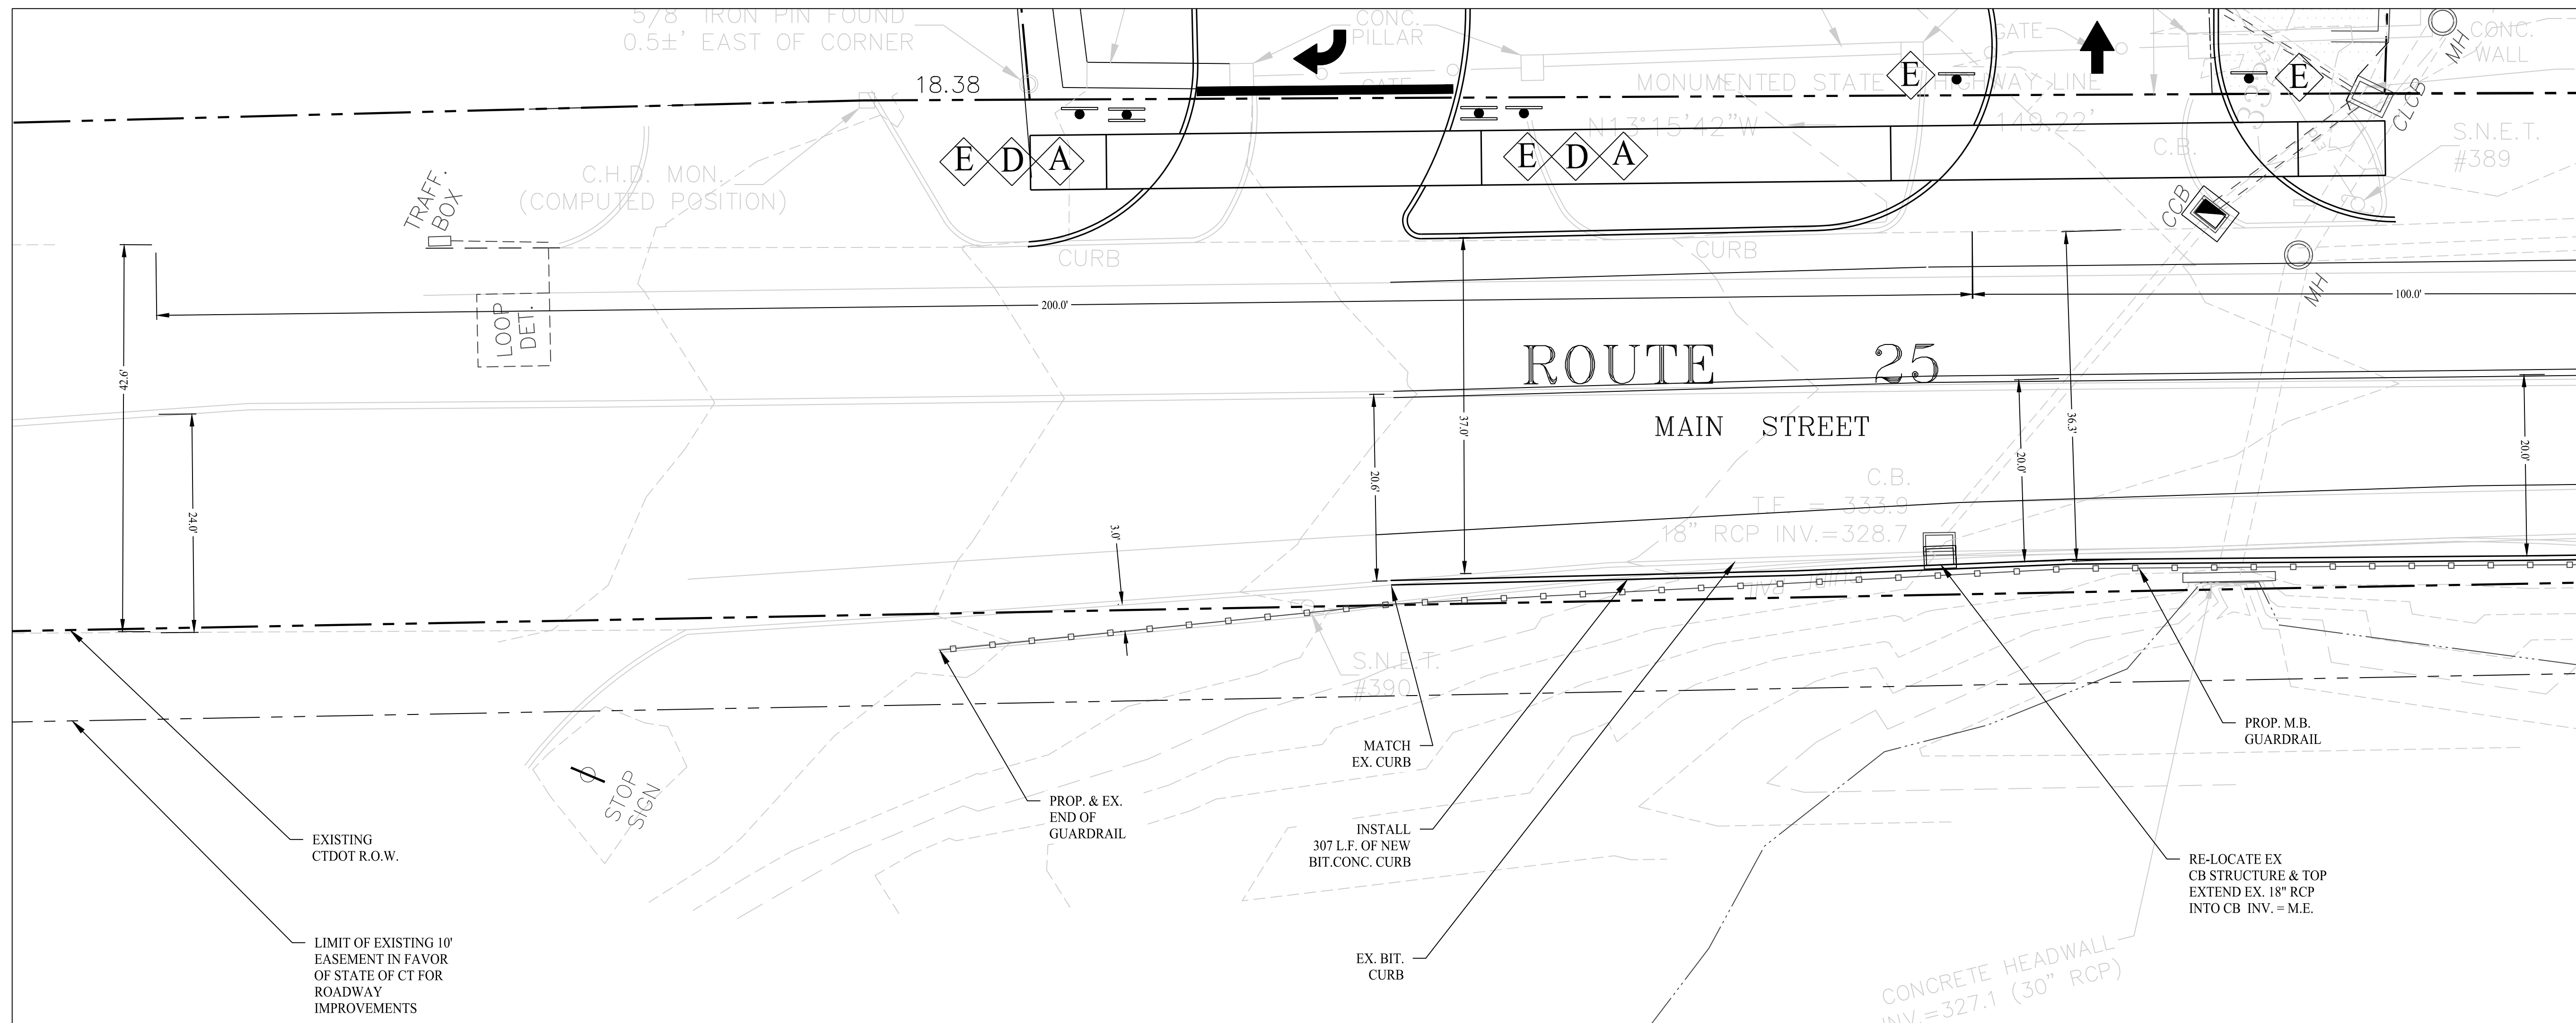 5/8" IRON PIN FOUND
0.5±' EAST OF CORNER
18.38
CONC.
PILLAR
GATE
GATE
MONUMENTED STATE HIGHWAY LINE
N13°15'42"W
149.22'
E
E
MH
CONC.
WALL
CLCB
S.N.E.T.
#389
C.B.
CCB
MH
C.H.D. MON.
(COMPUTED POSITION)
E D A
E D A
TRAFF.
BOX
CURB
CURB
LOOP
DET.
200.0'
100.0'
42.6'
24.0'
ROUTE 25
MAIN STREET
37.0'
20.6'
20.0'
36.3'
20.0'
3.0'
C.B.
T.F. = 333.9
18" RCP INV.=328.7
S.N.E.T.
#390
STOP
SIGN
EXISTING
CTDOT R.O.W.
LIMIT OF EXISTING 10'
EASEMENT IN FAVOR
OF STATE OF CT FOR
ROADWAY
IMPROVEMENTS
PROP. & EX.
END OF
GUARDRAIL
MATCH
EX. CURB
INSTALL
307 L.F. OF NEW
BIT.CONC. CURB
EX. BIT.
CURB
PROP. M.B.
GUARDRAIL
RE-LOCATE EX
CB STRUCTURE & TOP
EXTEND EX. 18" RCP
INTO CB INV. = M.E.
CONCRETE HEADWALL
INV.=327.1 (30" RCP)